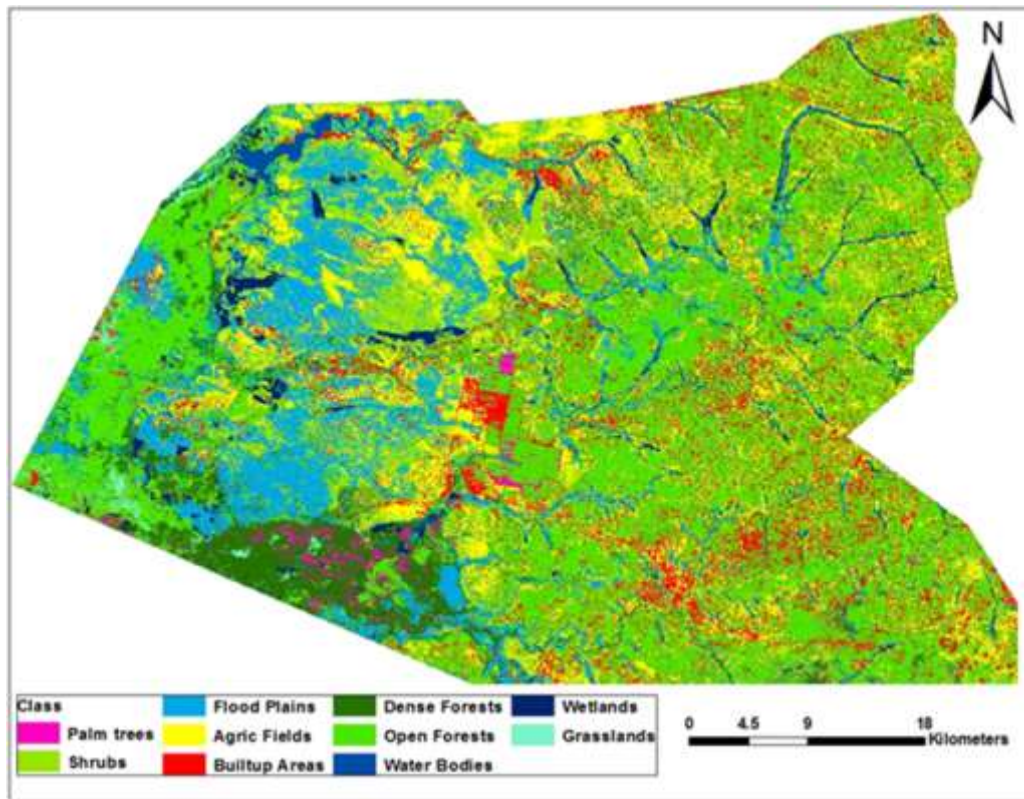 N
Class
Flood Plains
Dense Forests
Wetlands
Palm trees
Agric Fields
Open Forests
Grasslands
Shrubs
Builtup Areas
Water Bodies
0 4.5 9 18
Kilometers